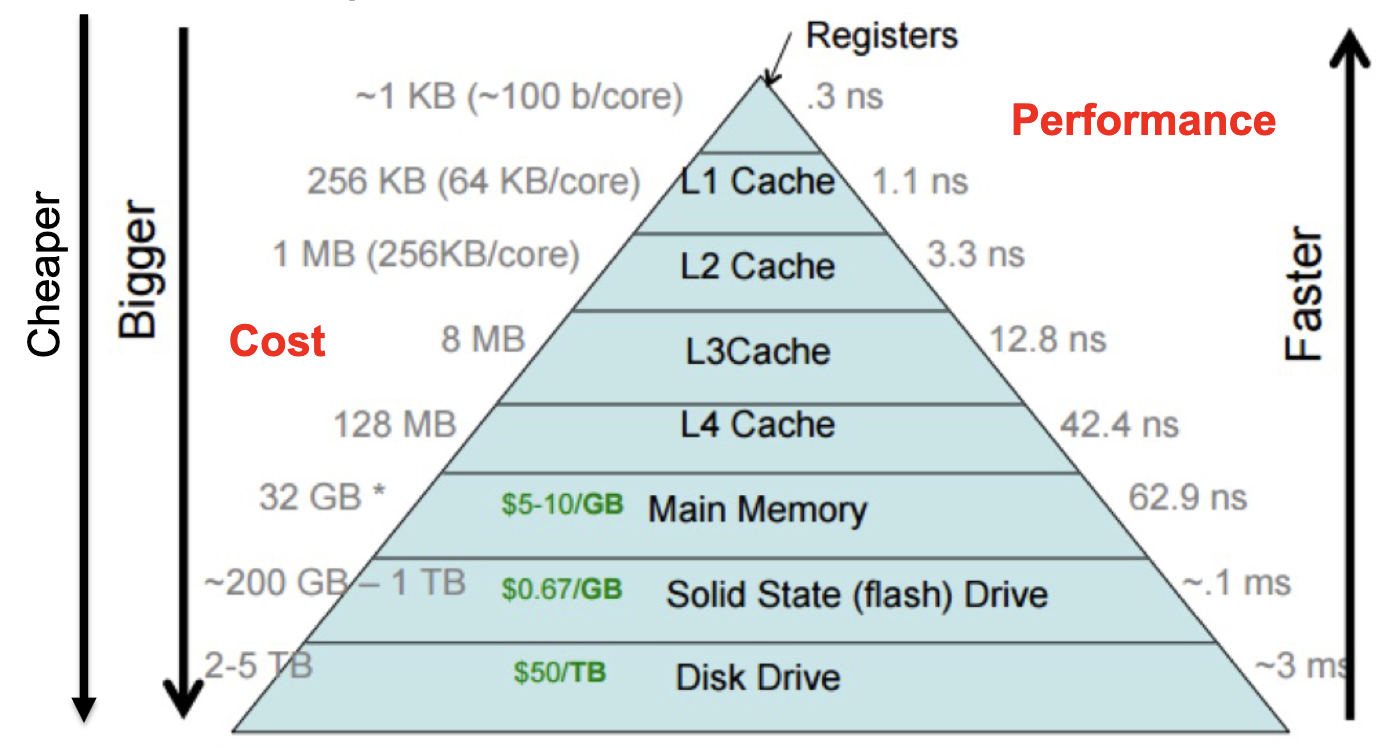 Registers
~1 KB (~100 b/core)
.3 ns
Performance
256 KB (64 KB/core)
L1 Cache
1.1 ns
1 MB (256KB/core)
L2 Cache
3.3 ns
Cheaper
Bigger
Cost
8 MB
L3Cache
12.8 ns
Faster
128 MB
L4 Cache
42.4 ns
32 GB *
$5-10/GB
Main Memory
62.9 ns
~200 GB – 1 TB
$0.67/GB
Solid State (flash) Drive
~.1 ms
2-5 TB
$50/TB
Disk Drive
~3 ms